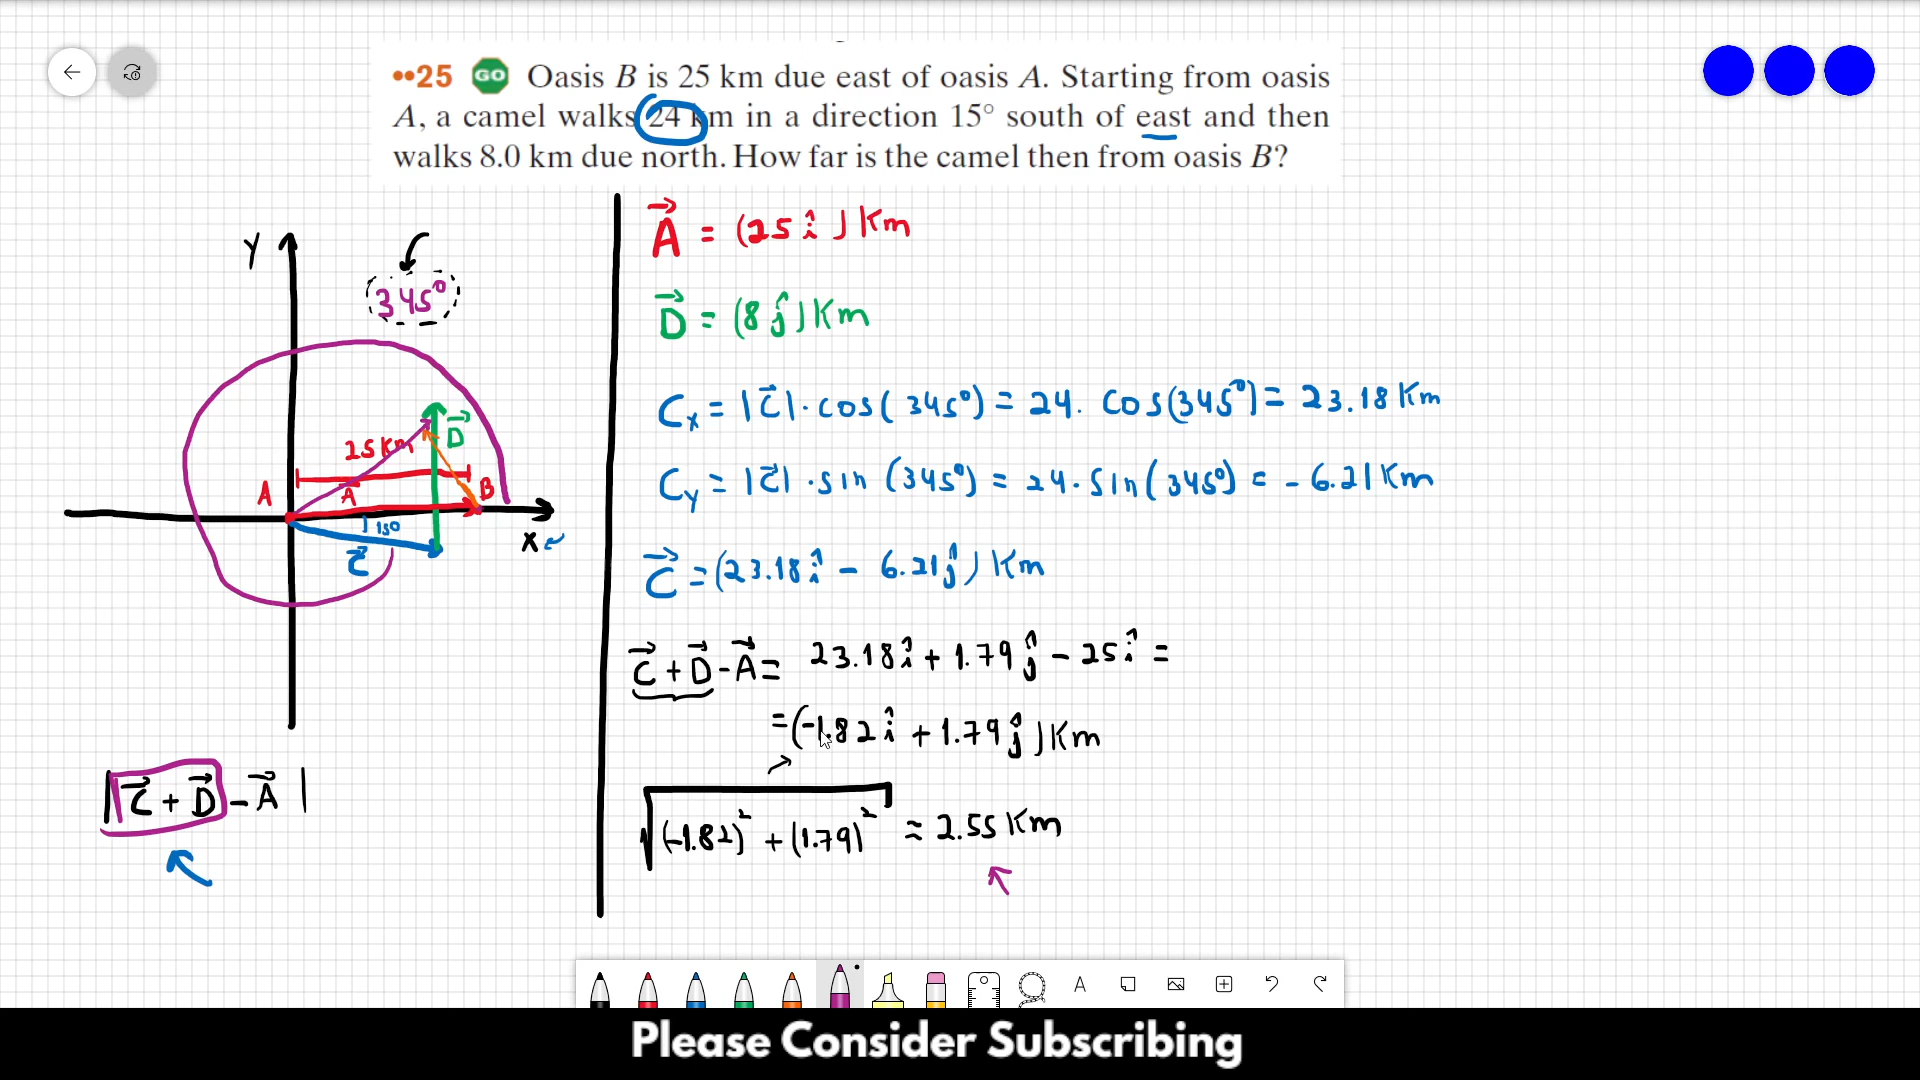 ••25 GO Oasis B is 25 km due east of oasis A. Starting from oasis
A, a camel walks 24 km in a direction 15° south of east and then
walks 8.0 km due north. How far is the camel then from oasis B?
Y
345°
25 Km
D⃗
A
A⃗
B
15°
C⃗
X
|C⃗ + D⃗ - A⃗|
A⃗ = (25 î) Km
D⃗ = (8 ĵ) Km
Cx = |C⃗| · cos(345°) = 24. cos(345°) = 23.18 Km
Cy = |C⃗| · sin(345°) = 24 · sin(345°) = - 6.21 Km
C⃗ = (23.18 î - 6.21 ĵ) Km
C⃗ + D⃗ - A⃗ = 23.18 î + 1.79 ĵ - 25 î =
= (-1.82 î + 1.79 ĵ) Km
√(-1.82)² + (1.79)² ≈ 2.55 Km
A
Please Consider Subscribing